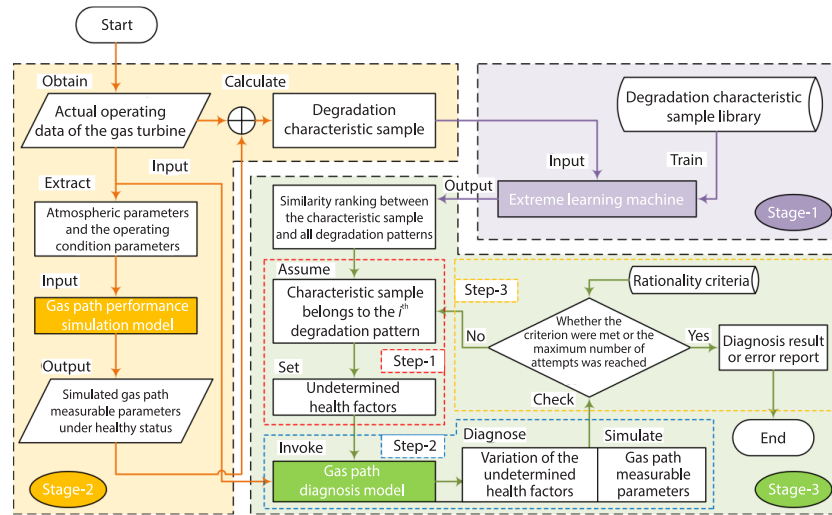 Start
Obtain
Calculate
Actual operating
data of the gas turbine
Degradation
characteristic sample
Degradation characteristic
sample library
Input
Extract
Input
Train
Output
Extreme learning machine
Stage-1
Atmospheric parameters
and the operating
condition parameters
Similarity ranking between
the characteristic sample
and all degradation patterns
Input
Assume
Step-3
Rationality criteria
Gas path performance
simulation model
Characteristic sample
belongs to the ith
degradation pattern
Whether the
criterion were met or the
maximum number of
attempts was reached
No
Yes
Diagnosis result
or error report
Output
Set
Step-1
Simulated gas path
measurable parameters
under healthy status
Undetermined
health factors
Check
Invoke
Step-2
Diagnose
Simulate
End
Gas path
diagnosis model
Variation of the
undetermined
health factors
Gas path
measurable
parameters
Stage-2
Stage-3